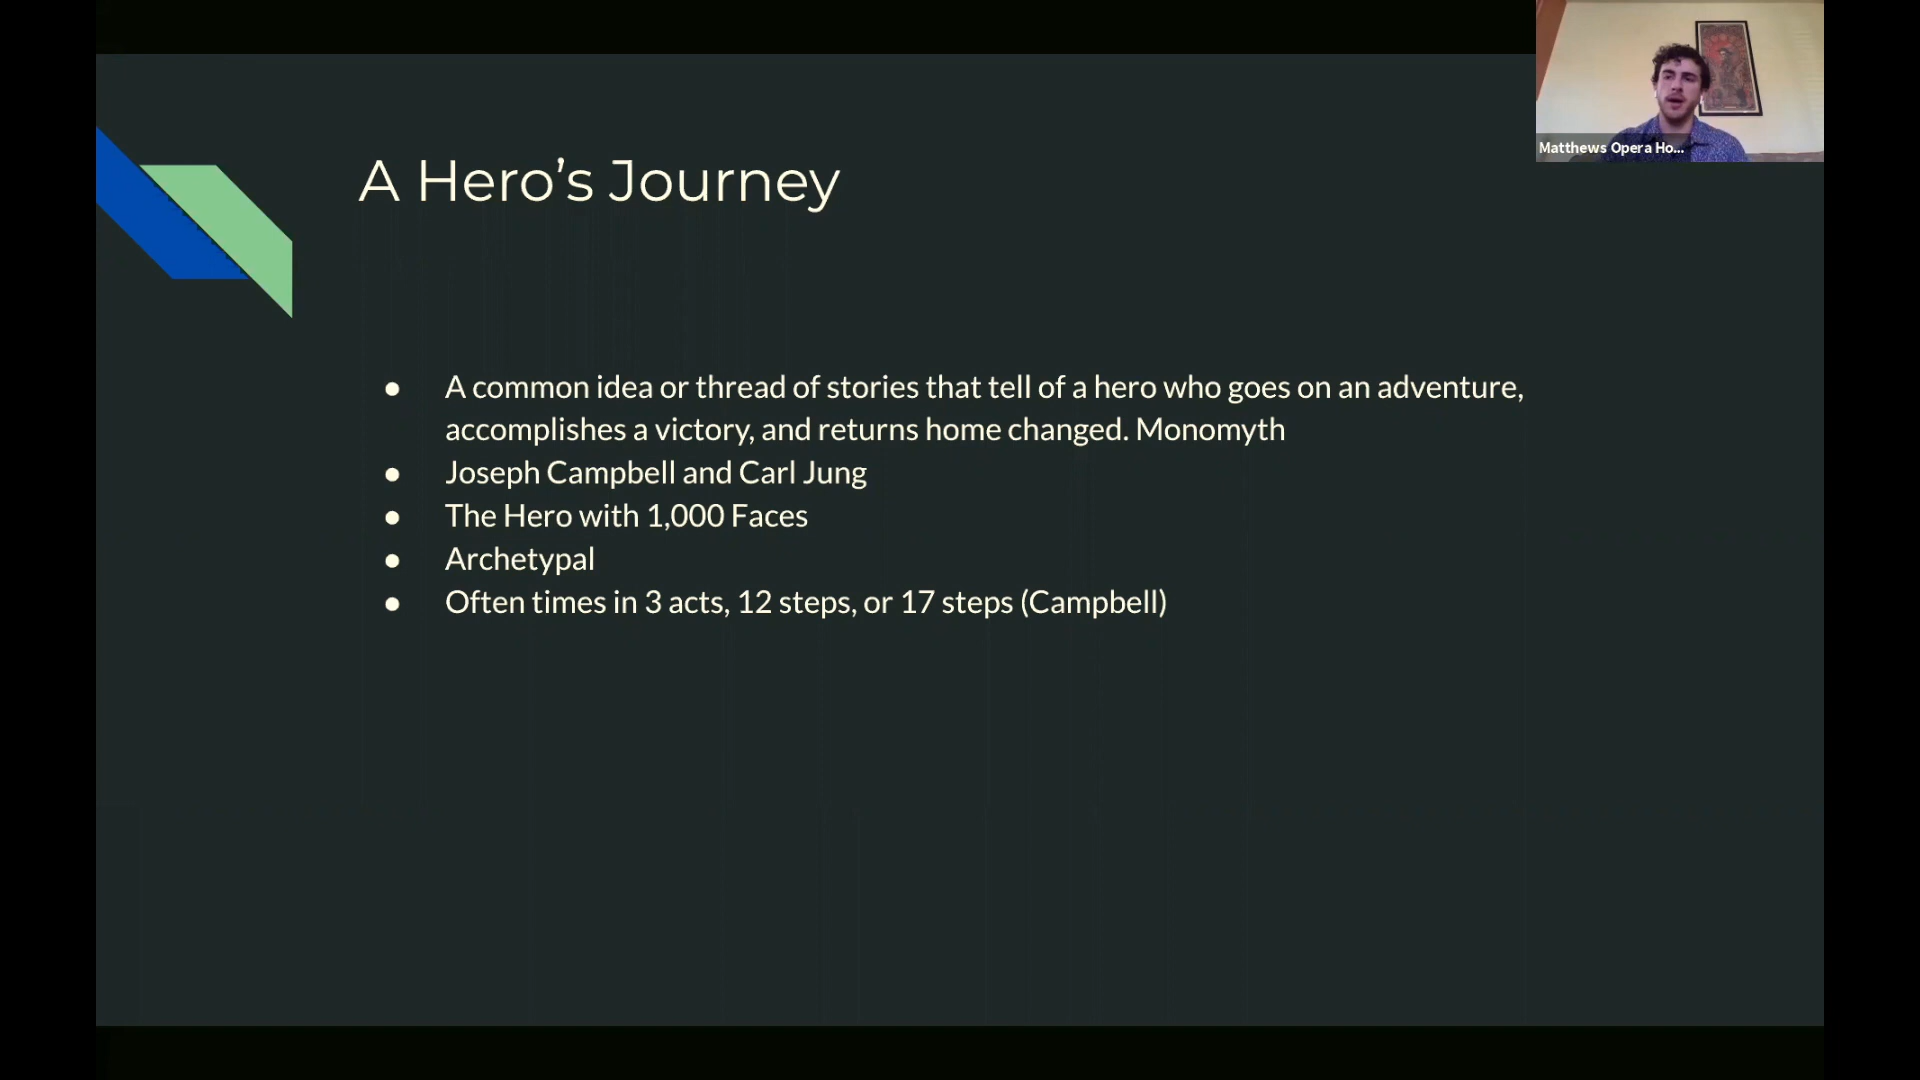 Matthews Opera Ho...
A Hero’s Journey
● A common idea or thread of stories that tell of a hero who goes on an adventure,
accomplishes a victory, and returns home changed. Monomyth
● Joseph Campbell and Carl Jung
● The Hero with 1,000 Faces
● Archetypal
● Often times in 3 acts, 12 steps, or 17 steps (Campbell)